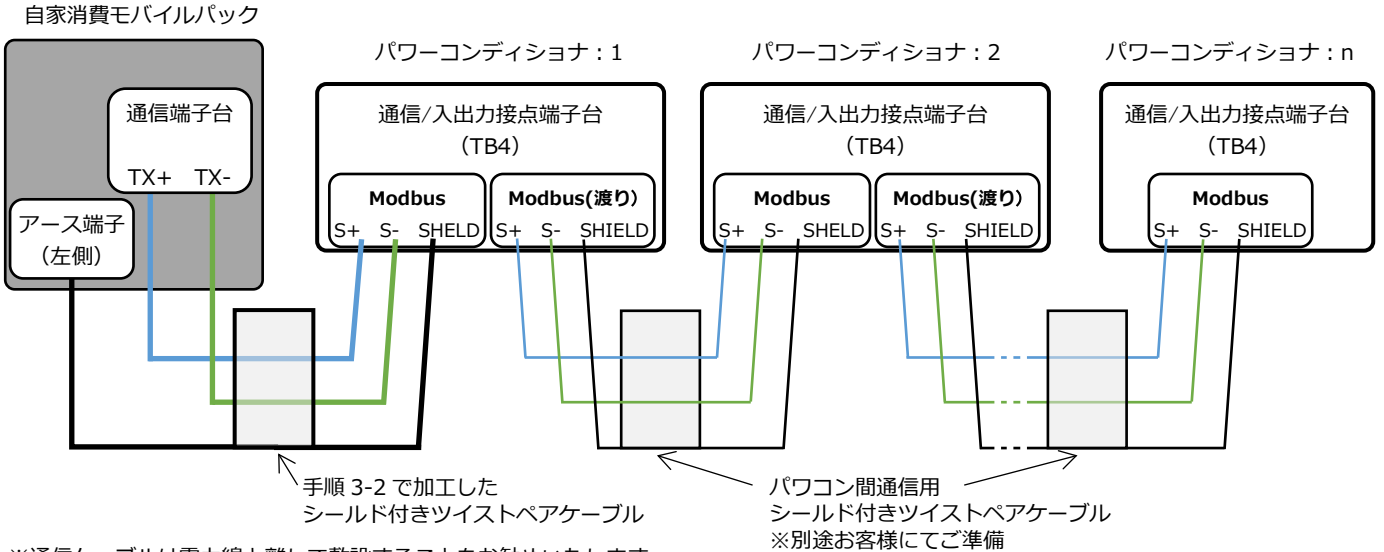 自家消費モバイルパック
パワーコンディショナ：1
パワーコンディショナ：2
パワーコンディショナ：n
通信端子台
TX+ TX-
アース端子
（左側）
通信/入出力接点端子台
（TB4）
Modbus
S+ S- SHELD
Modbus(渡り)
S+ S- SHIELD
通信/入出力接点端子台
（TB4）
Modbus
S+ S- SHELD
Modbus(渡り)
S+ S- SHIELD
通信/入出力接点端子台
（TB4）
Modbus
S+ S- SHIELD
手順 3-2 で加工した
シールド付きツイストペアケーブル
パワコン間通信用
シールド付きツイストペアケーブル
※別途お客様にてご準備